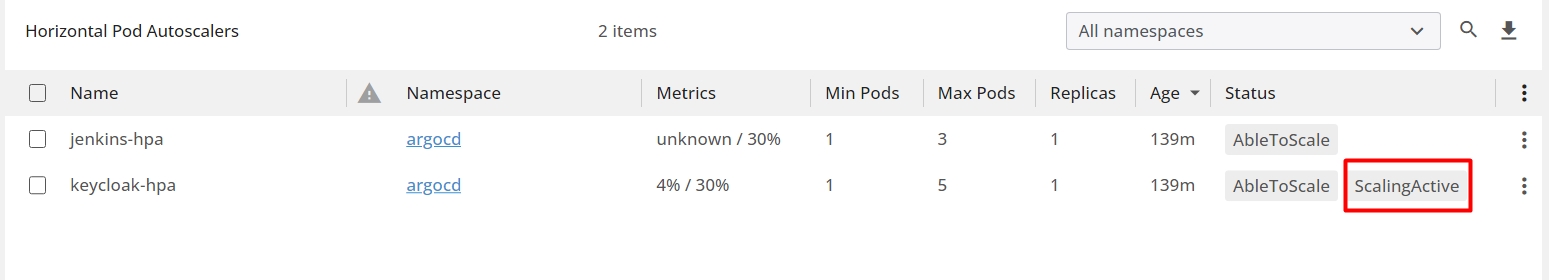 Horizontal Pod Autoscalers 2 items All namespaces
Name Namespace Metrics Min Pods Max Pods Replicas Age Status
jenkins-hpa argocd unknown / 30% 1 3 1 139m AbleToScale
keycloak-hpa argocd 4% / 30% 1 5 1 139m AbleToScale ScalingActive